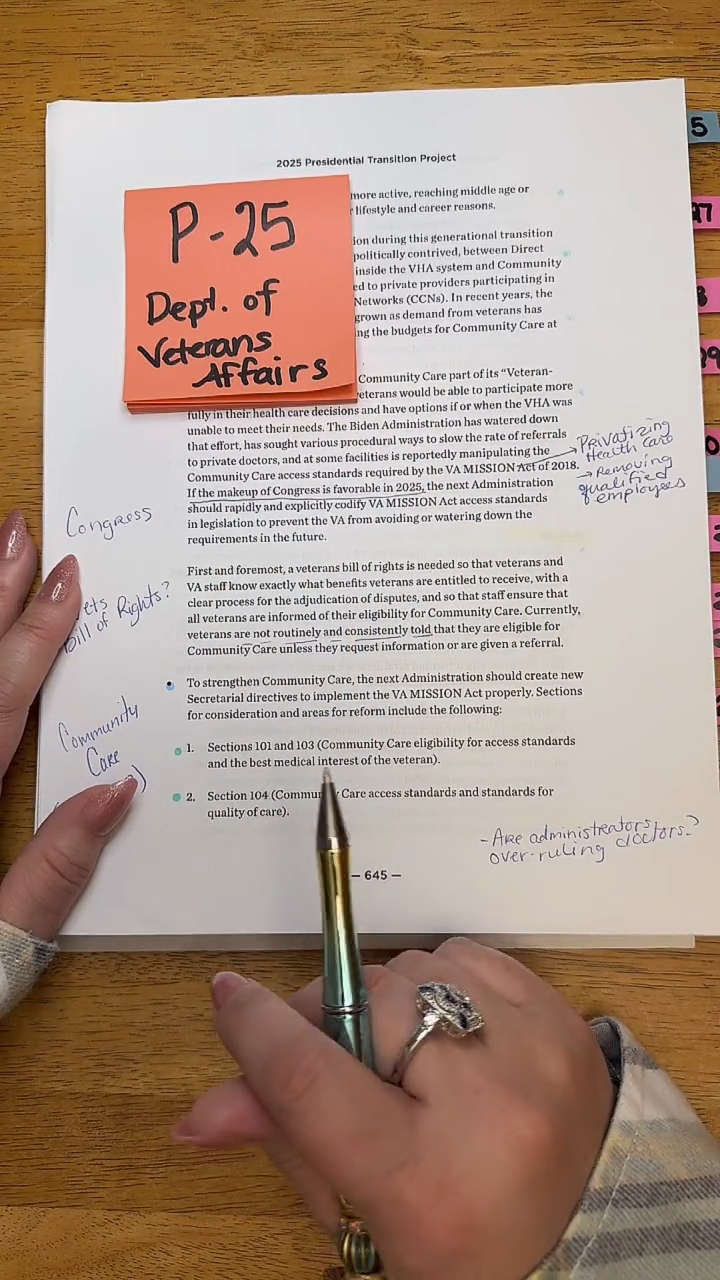 2025 Presidential Transition Project
P-25
Dept. of
Veterans
Affairs
more active, reaching middle age or
lifestyle and career reasons.
ion during this generational transition
politically contrived, between Direct
inside the VHA system and Community
ed to private providers participating in
Networks (CCNs). In recent years, the
grown as demand from veterans has
ng the budgets for Community Care at
Community Care part of its “Veteran-
veterans would be able to participate more
fully in their health care decisions and have options if or when the VHA was
unable to meet their needs. The Biden Administration has watered down
that effort, has sought various procedural ways to slow the rate of referrals
to private doctors, and at some facilities is reportedly manipulating the
Community Care access standards required by the VA MISSION Act of 2018.
If the makeup of Congress is favorable in 2025, the next Administration
should rapidly and explicitly codify VA MISSION Act access standards
in legislation to prevent the VA from avoiding or watering down the
requirements in the future.
→ Privatizing
Health care
→ Removing
qualified
employees
Congress
First and foremost, a veterans bill of rights is needed so that veterans and
VA staff know exactly what benefits veterans are entitled to receive, with a
clear process for the adjudication of disputes, and so that staff ensure that
all veterans are informed of their eligibility for Community Care. Currently,
veterans are not routinely and consistently told that they are eligible for
Community Care unless they request information or are given a referral.
ets
Bill of Rights?
• To strengthen Community Care, the next Administration should create new
Secretarial directives to implement the VA MISSION Act properly. Sections
for consideration and areas for reform include the following:
Community
Care
1. Sections 101 and 103 (Community Care eligibility for access standards
and the best medical interest of the veteran).
2. Section 104 (Community Care access standards and standards for
quality of care).
- Are administrators
over-ruling doctors?
— 645 —
5
97
8
99
0